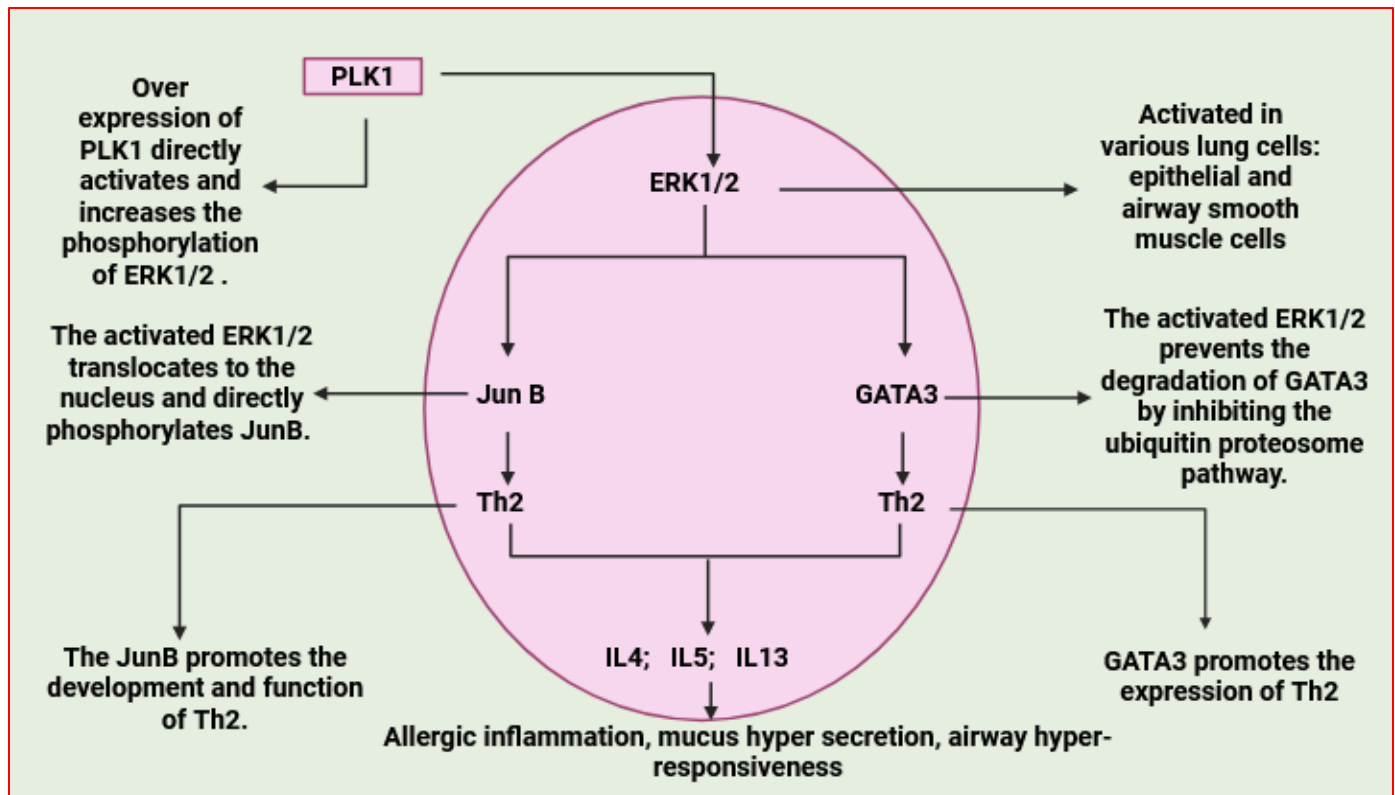 PLK1
Over
expression of
PLK1 directly
activates and
increases the
phosphorylation
of ERK1/2 .
ERK1/2
Activated in
various lung cells:
epithelial and
airway smooth
muscle cells
The activated ERK1/2
translocates to the
nucleus and directly
phosphorylates JunB.
Jun B
GATA3
The activated ERK1/2
prevents the
degradation of GATA3
by inhibiting the
ubiquitin proteosome
pathway.
Th2
Th2
The JunB promotes the
development and function
of Th2.
IL4; IL5; IL13
GATA3 promotes the
expression of Th2
Allergic inflammation, mucus hyper secretion, airway hyper-
responsiveness